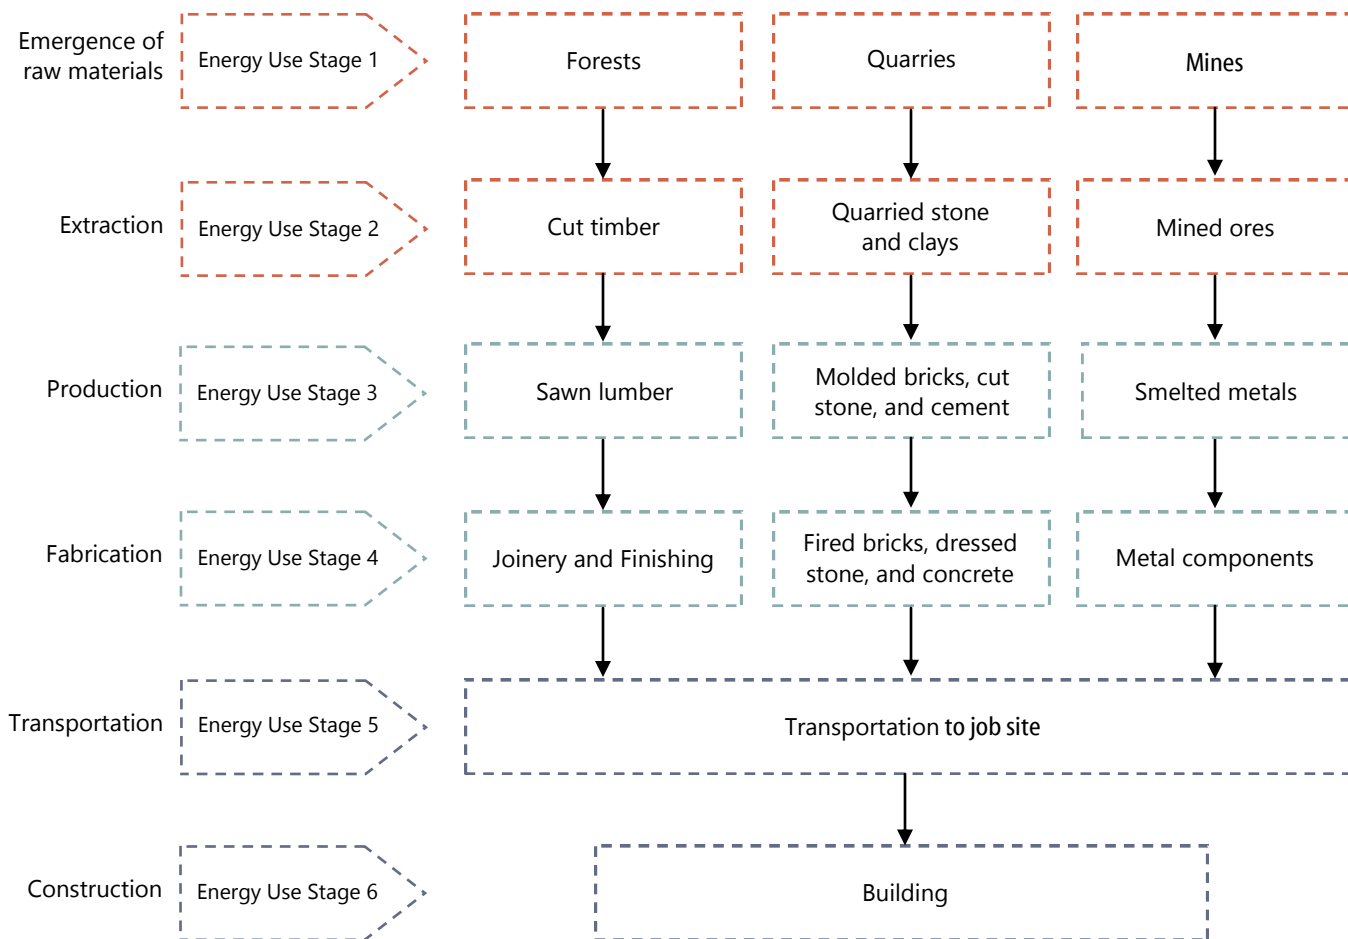 Emergence of
raw materials
Energy Use Stage 1
Forests
Quarries
Mines
Extraction
Energy Use Stage 2
Cut timber
Quarried stone
and clays
Mined ores
Production
Energy Use Stage 3
Sawn lumber
Molded bricks, cut
stone, and cement
Smelted metals
Fabrication
Energy Use Stage 4
Joinery and Finishing
Fired bricks, dressed
stone, and concrete
Metal components
Transportation
Energy Use Stage 5
Transportation to job site
Construction
Energy Use Stage 6
Building